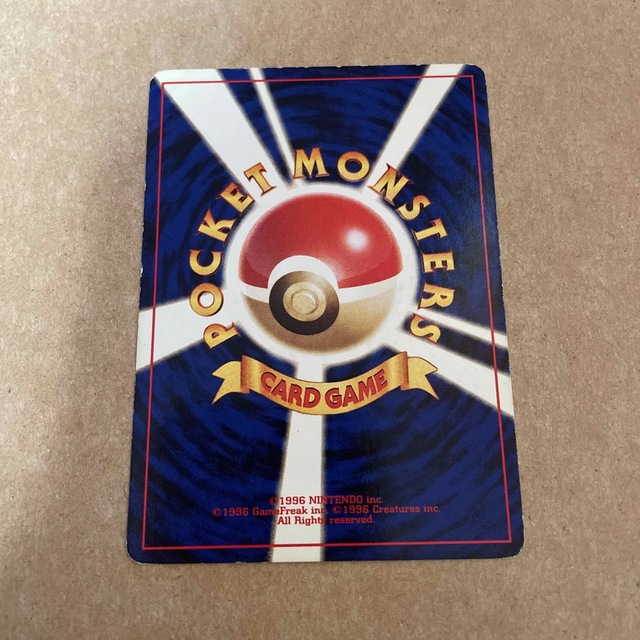 POCKET MONSTERS
CARD GAME
©1996 NINTENDO inc.
©1996 GameFreak inc. ©1996 Creatures inc.
All Rights reserved.